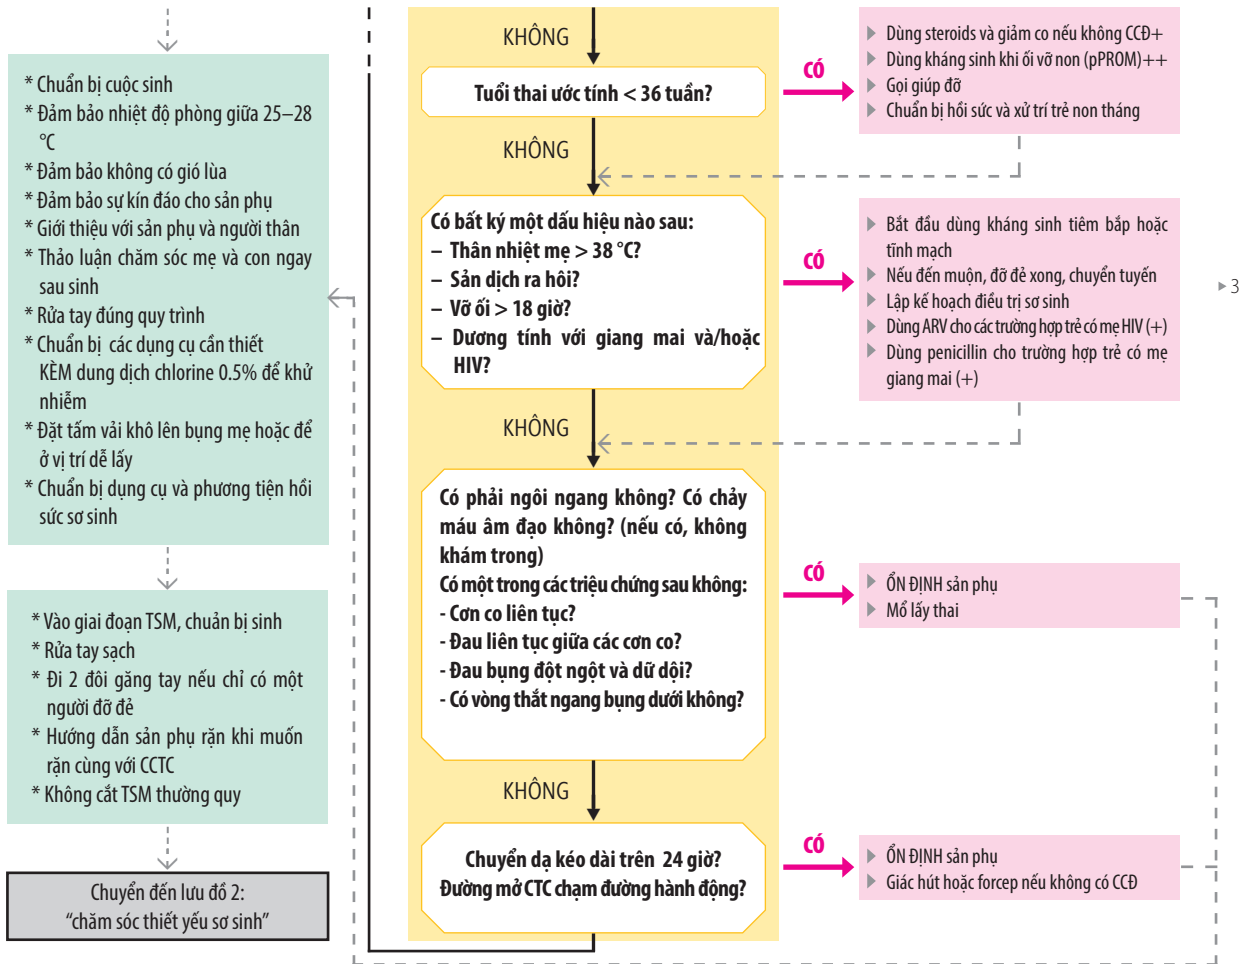 * Chuẩn bị cuộc sinh
* Đảm bảo nhiệt độ phòng giữa 25–28
°C
* Đảm bảo không có gió lùa
* Đảm bảo sự kín đáo cho sản phụ
* Giới thiệu với sản phụ và người thân
* Thảo luận chăm sóc mẹ và con ngay
sau sinh
* Rửa tay đúng quy trình
* Chuẩn bị các dụng cụ cần thiết
KÈM dung dịch chlorine 0.5% để khử
nhiễm
* Đặt tấm vải khô lên bụng mẹ hoặc để
ở vị trí dễ lấy
* Chuẩn bị dụng cụ và phương tiện hồi
sức sơ sinh
* Vào giai đoạn TSM, chuẩn bị sinh
* Rửa tay sạch
* Đi 2 đôi găng tay nếu chỉ có một
người đỡ đẻ
* Hướng dẫn sản phụ rặn khi muốn
rặn cùng với CCTC
* Không cắt TSM thường quy
Chuyển đến lưu đồ 2:
“chăm sóc thiết yếu sơ sinh”
KHÔNG
Tuổi thai ước tính < 36 tuần?
CÓ
Dùng steroids và giảm co nếu không CCĐ+
Dùng kháng sinh khi ối vỡ non (pPROM)++
Gọi giúp đỡ
Chuẩn bị hồi sức và xử trí trẻ non tháng
KHÔNG
Có bất ký một dấu hiệu nào sau:
– Thân nhiệt mẹ > 38 °C?
– Sản dịch ra hôi?
– Vỡ ối > 18 giờ?
– Dương tính với giang mai và/hoặc
HIV?
CÓ
Bắt đầu dùng kháng sinh tiêm bắp hoặc
tĩnh mạch
Nếu đến muộn, đỡ đẻ xong, chuyển tuyến
Lập kế hoạch điều trị sơ sinh
Dùng ARV cho các trường hợp trẻ có mẹ HIV (+)
Dùng penicillin cho trường hợp trẻ có mẹ
giang mai (+)
3
KHÔNG
Có phải ngôi ngang không? Có chảy
máu âm đạo không? (nếu có, không
khám trong)
Có một trong các triệu chứng sau không:
- Cơn co liên tục?
- Đau liên tục giữa các cơn co?
- Đau bụng đột ngột và dữ dội?
- Có vòng thắt ngang bụng dưới không?
CÓ
ỔN ĐỊNH sản phụ
Mổ lấy thai
KHÔNG
Chuyển dạ kéo dài trên 24 giờ?
Đường mở CTC chạm đường hành động?
CÓ
ỔN ĐỊNH sản phụ
Giác hút hoặc forcep nếu không có CCĐ